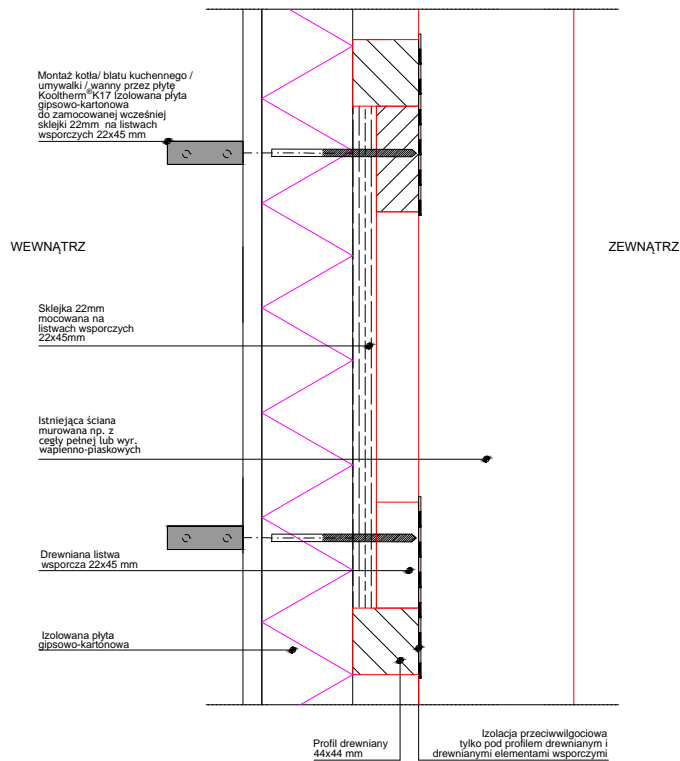 Montaż kotła/ blatu kuchennego /
umywalki / wanny przez płytę
Kooltherm®K17 Izolowana płyta
gipsowo-kartonowa
do zamocowanej wcześniej
sklejki 22mm na listwach
wsporczych 22x45 mm
WEWNĄTRZ
ZEWNĄTRZ
Sklejka 22mm
mocowana na
listwach wsporczych
22x45mm
Istniejąca ściana
murowana np. z
cegły pełnej lub wyr.
wapienno-piaskowych
Drewniana listwa
wsporcza 22x45 mm
Izolowana płyta
gipsowo-kartonowa
Profil drewniany
44x44 mm
Izolacja przeciwwilgociowa
tylko pod profilem drewnianym i
drewnianymi elementami wsporczymi